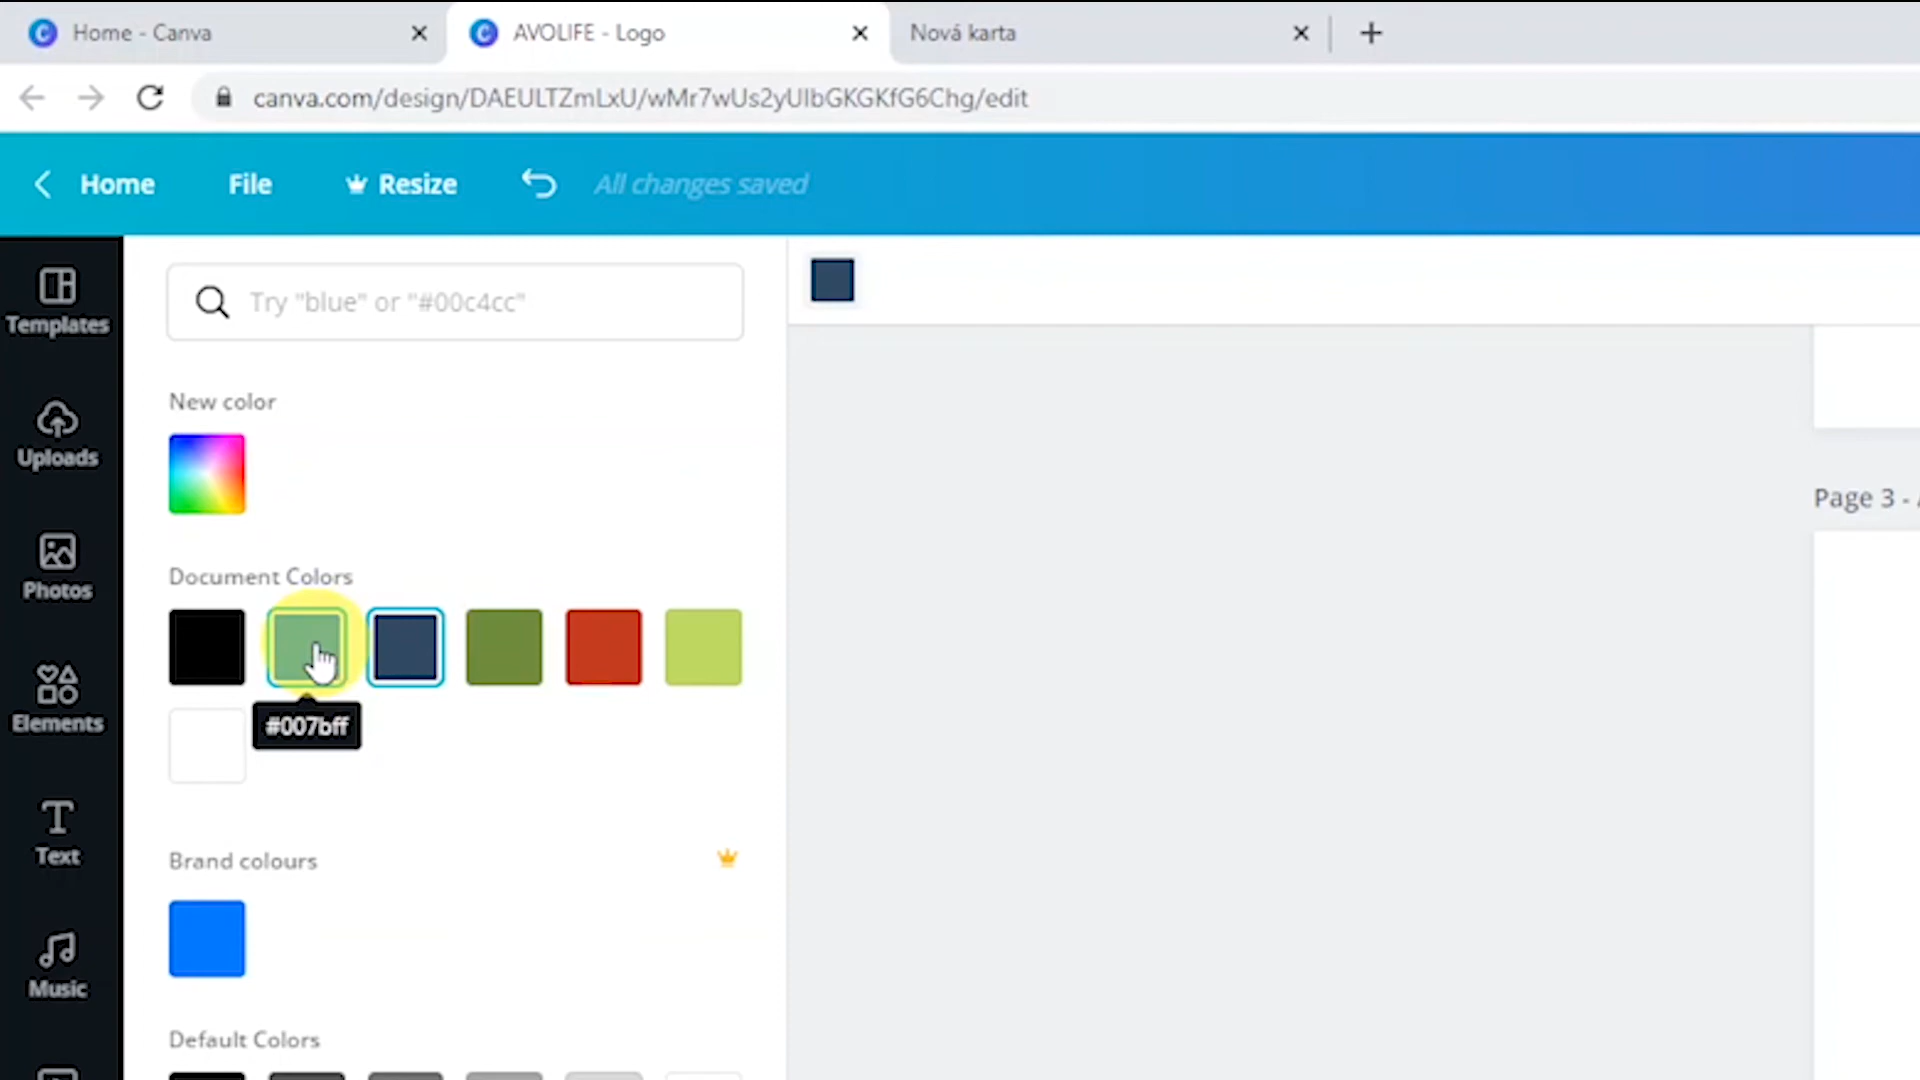 Home - Canva
AVOLIFE - Logo
Nová karta
canva.com/design/DAEULTZmLxU/wMr7wUs2yUIbGKGKfG6Chg/edit
Home
File
Resize
All changes saved
Templates
Uploads
Photos
Elements
Text
Music
Try "blue" or "#00c4cc"
New color
Document Colors
#007bff
Brand colours
Default Colors
Page 3 -